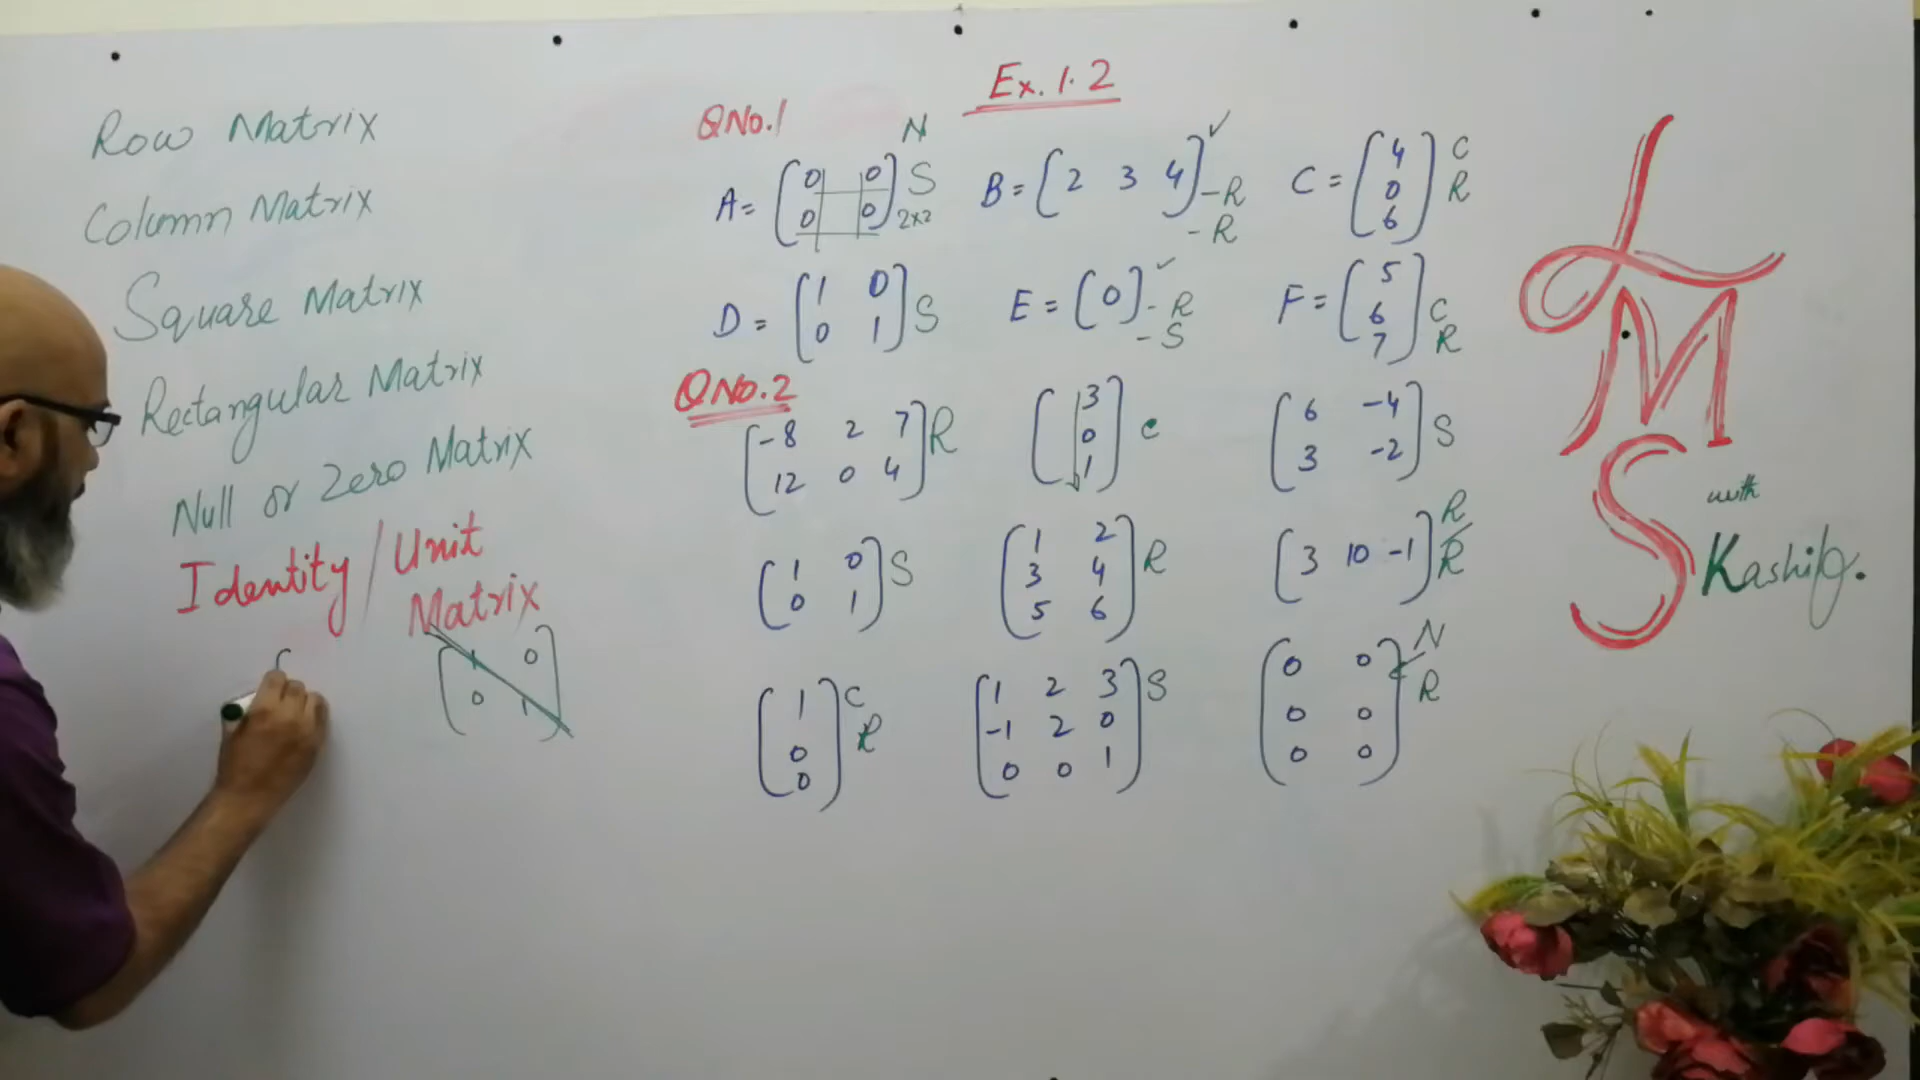 Row Matrix
Column Matrix
Square Matrix
Rectangular Matrix
Null or Zero Matrix
Identity / Unit
Matrix
1 0
0 1
Ex. 1.2
Q No. 1
N
A = [0 0] S
[0 0] 2x2
B = [2 3 4] ✓ - R
- R
C = [4 C
0 R
6]
D = [1 0
0 1] S
E = [0] ✓ - R
- S
F = [5
6 C
7] R
Q No. 2
[-8 2 7
12 0 4] R
[3
0
1] C
[6 -4
3 -2] S
[1 0
0 1] S
[1 2
3 4
5 6] R
[3 10 -1] R
R
[1
0
0] C
R
[1 2 3
-1 2 0
0 0 1] S
[0 0
0 0
0 0] N
R
LMS
with
Kashif.